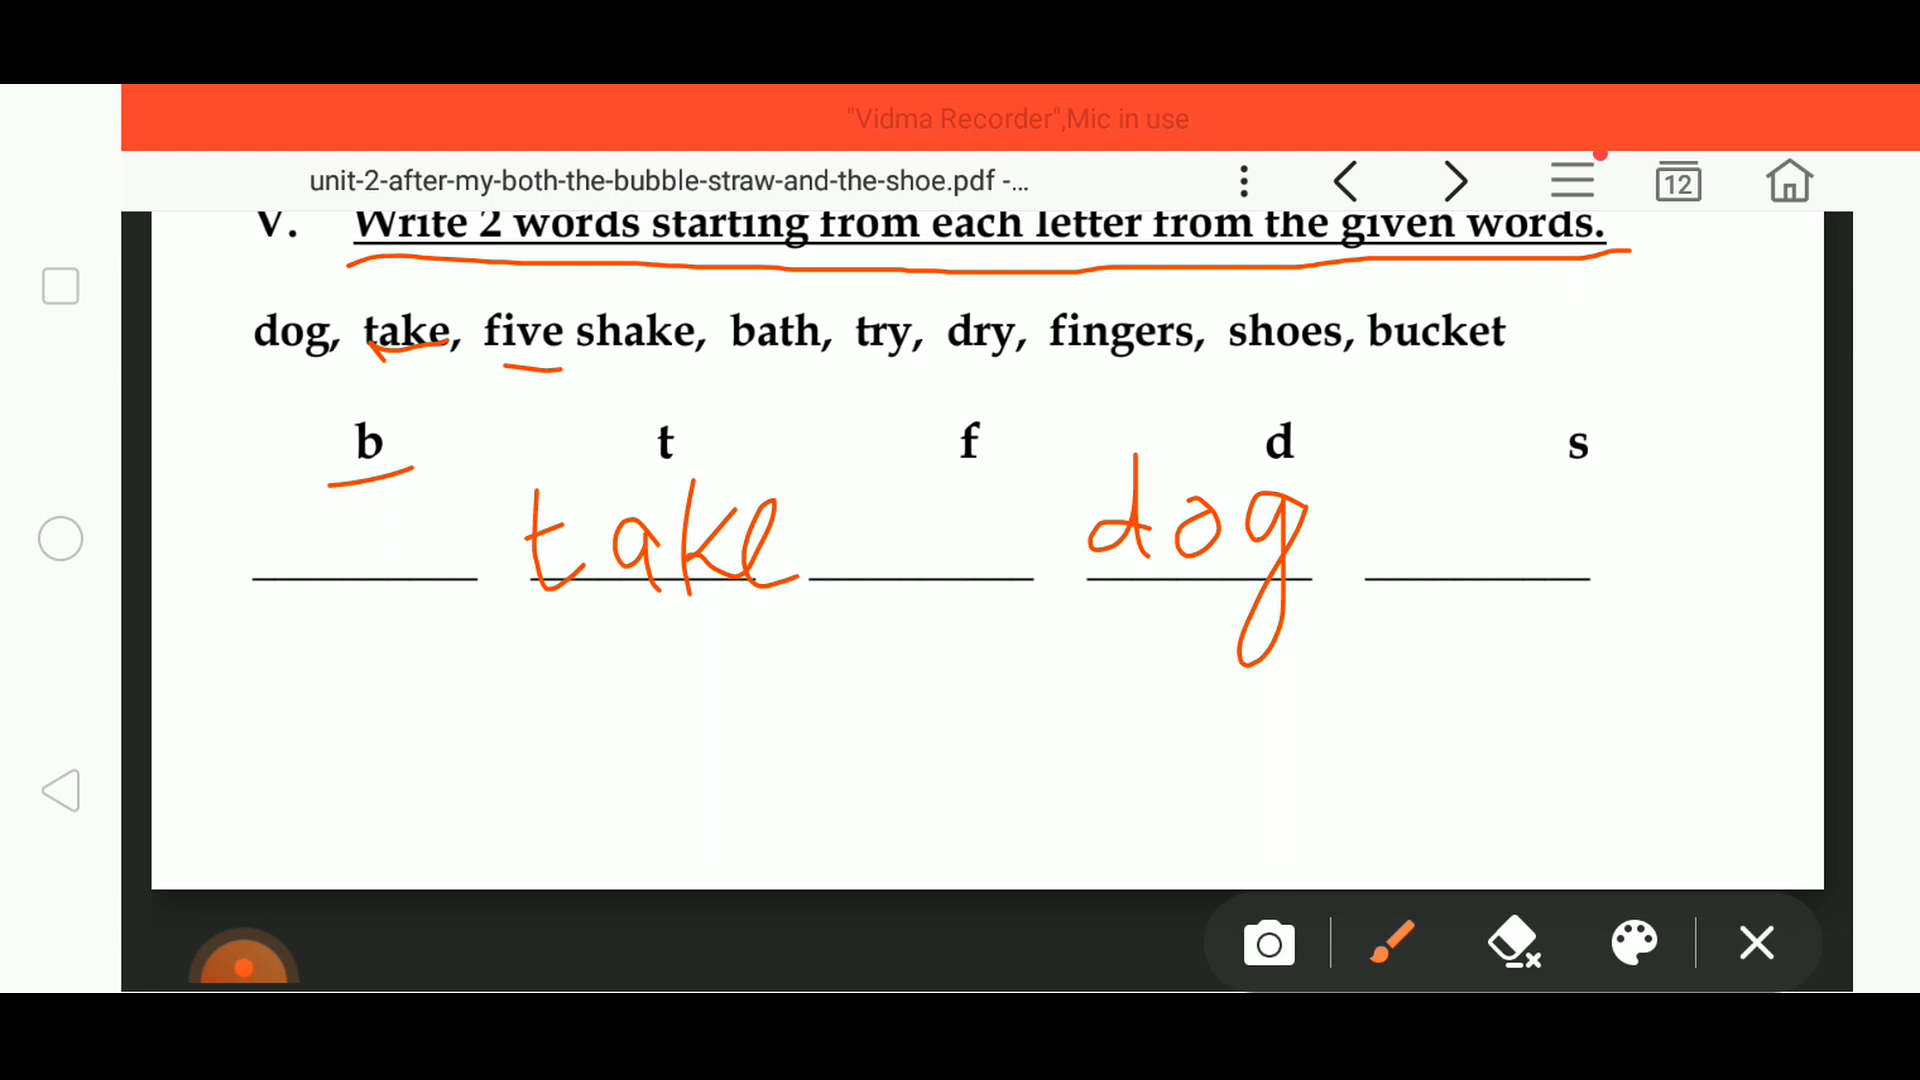 "Vidma Recorder",Mic in use
unit-2-after-my-both-the-bubble-straw-and-the-shoe.pdf -...
12
V. Write 2 words starting from each letter from the given words.
dog, take, five shake, bath, try, dry, fingers, shoes, bucket
b t f d s
take dog